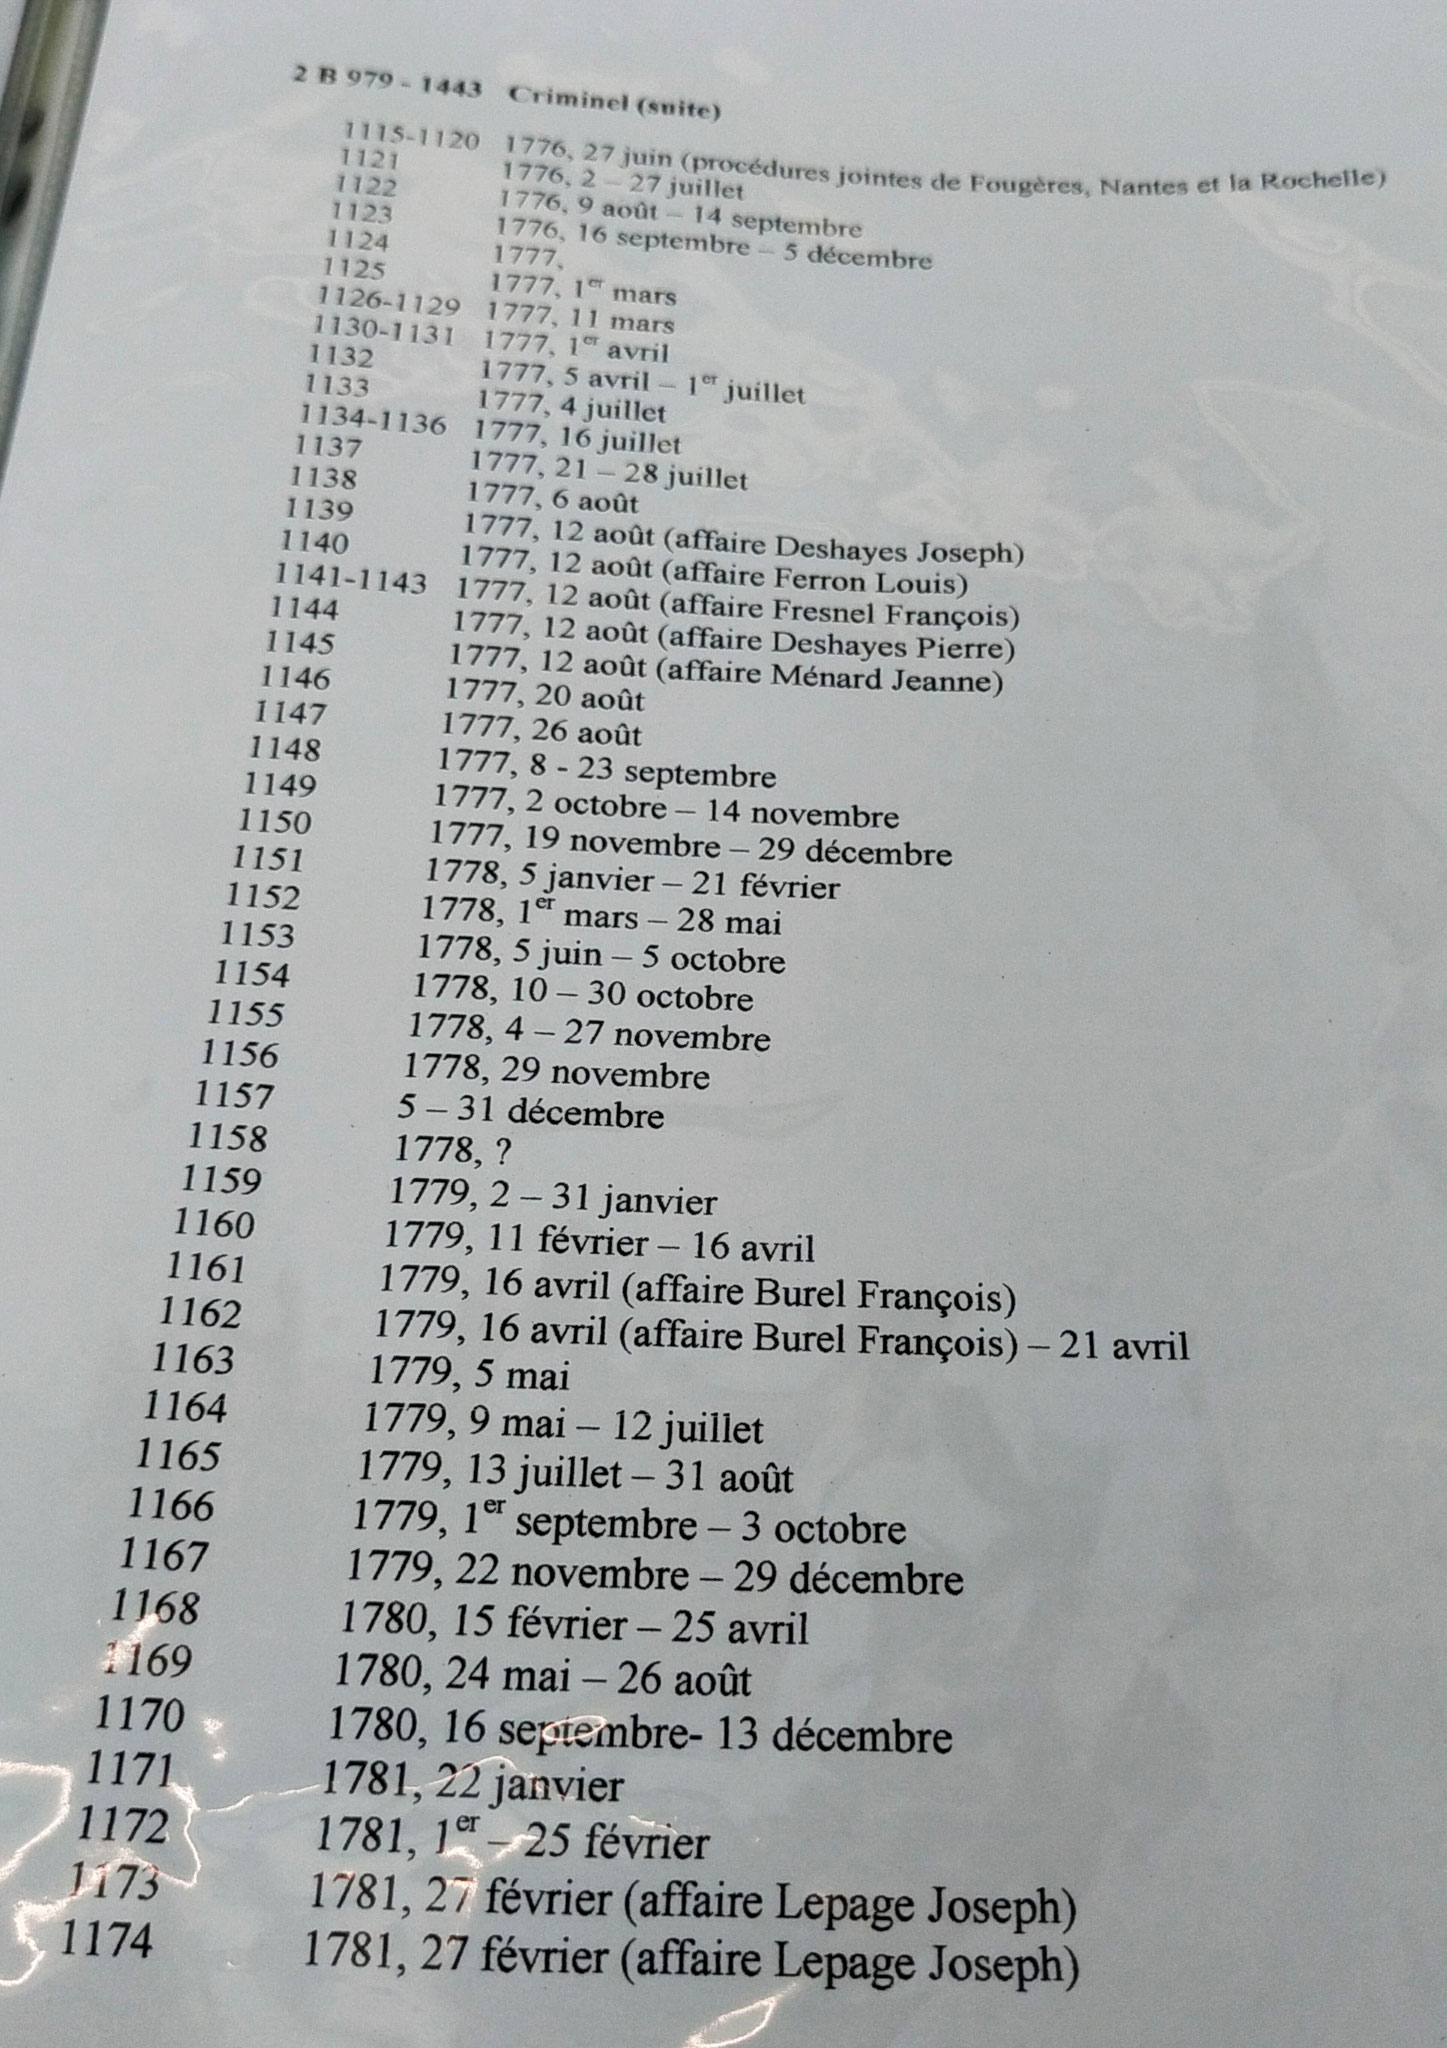 2 B 979 - 1443 Criminel (suite)
1115-1120 1776, 27 juin (procédures jointes de Fougères, Nantes et la Rochelle)
1121 1776, 2 – 27 juillet
1122 1776, 9 août – 14 septembre
1123 1776, 16 septembre – 5 décembre
1124 1777,
1125 1777, 1er mars
1126-1129 1777, 11 mars
1130-1131 1777, 1er avril
1132 1777, 5 avril – 1er juillet
1133 1777, 4 juillet
1134-1136 1777, 16 juillet
1137 1777, 21 – 28 juillet
1138 1777, 6 août
1139 1777, 12 août (affaire Deshayes Joseph)
1140 1777, 12 août (affaire Ferron Louis)
1141-1143 1777, 12 août (affaire Fresnel François)
1144 1777, 12 août (affaire Deshayes Pierre)
1145 1777, 12 août (affaire Ménard Jeanne)
1146 1777, 20 août
1147 1777, 26 août
1148 1777, 8 - 23 septembre
1149 1777, 2 octobre – 14 novembre
1150 1777, 19 novembre – 29 décembre
1151 1778, 5 janvier – 21 février
1152 1778, 1er mars – 28 mai
1153 1778, 5 juin – 5 octobre
1154 1778, 10 – 30 octobre
1155 1778, 4 – 27 novembre
1156 1778, 29 novembre
1157 5 – 31 décembre
1158 1778, ?
1159 1779, 2 – 31 janvier
1160 1779, 11 février – 16 avril
1161 1779, 16 avril (affaire Burel François)
1162 1779, 16 avril (affaire Burel François) – 21 avril
1163 1779, 5 mai
1164 1779, 9 mai – 12 juillet
1165 1779, 13 juillet – 31 août
1166 1779, 1er septembre – 3 octobre
1167 1779, 22 novembre – 29 décembre
1168 1780, 15 février – 25 avril
1169 1780, 24 mai – 26 août
1170 1780, 16 septembre- 13 décembre
1171 1781, 22 janvier
1172 1781, 1er – 25 février
1173 1781, 27 février (affaire Lepage Joseph)
1174 1781, 27 février (affaire Lepage Joseph)